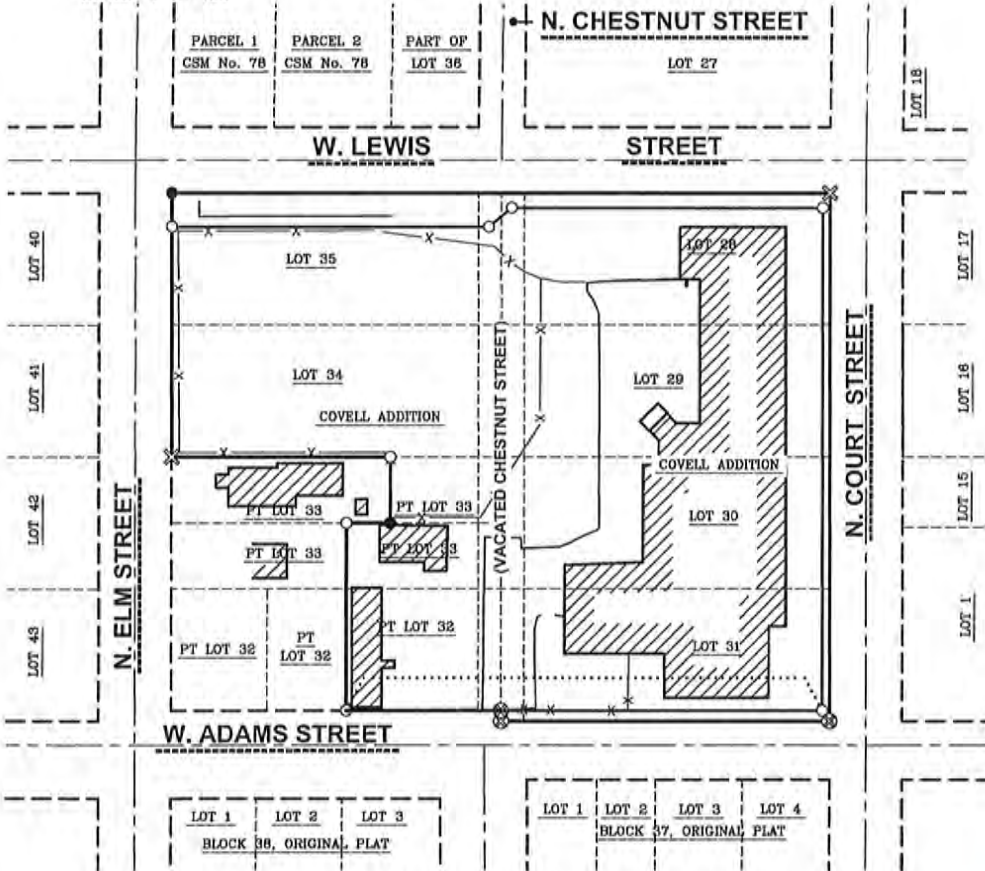 N. CHESTNUT STREET
PARCEL 1
CSM No. 78
PARCEL 2
CSM No. 78
PART OF
LOT 36
LOT 27
LOT 18
W. LEWIS STREET
LOT 40
LOT 35
LOT 28
LOT 17
LOT 41
LOT 34
COVELL ADDITION
(VACATED CHESTNUT STREET)
LOT 29
COVELL ADDITION
N. COURT STREET
LOT 16
LOT 42
PT LOT 33
PT LOT 33
LOT 30
LOT 15
N. ELM STREET
PT LOT 33
PT LOT 33
LOT 43
PT LOT 32
PT
LOT 32
PT LOT 32
LOT 31
LOT 1
W. ADAMS STREET
LOT 1
LOT 2
LOT 3
BLOCK 38, ORIGINAL PLAT
LOT 1
LOT 2
LOT 3
LOT 4
BLOCK 37, ORIGINAL PLAT